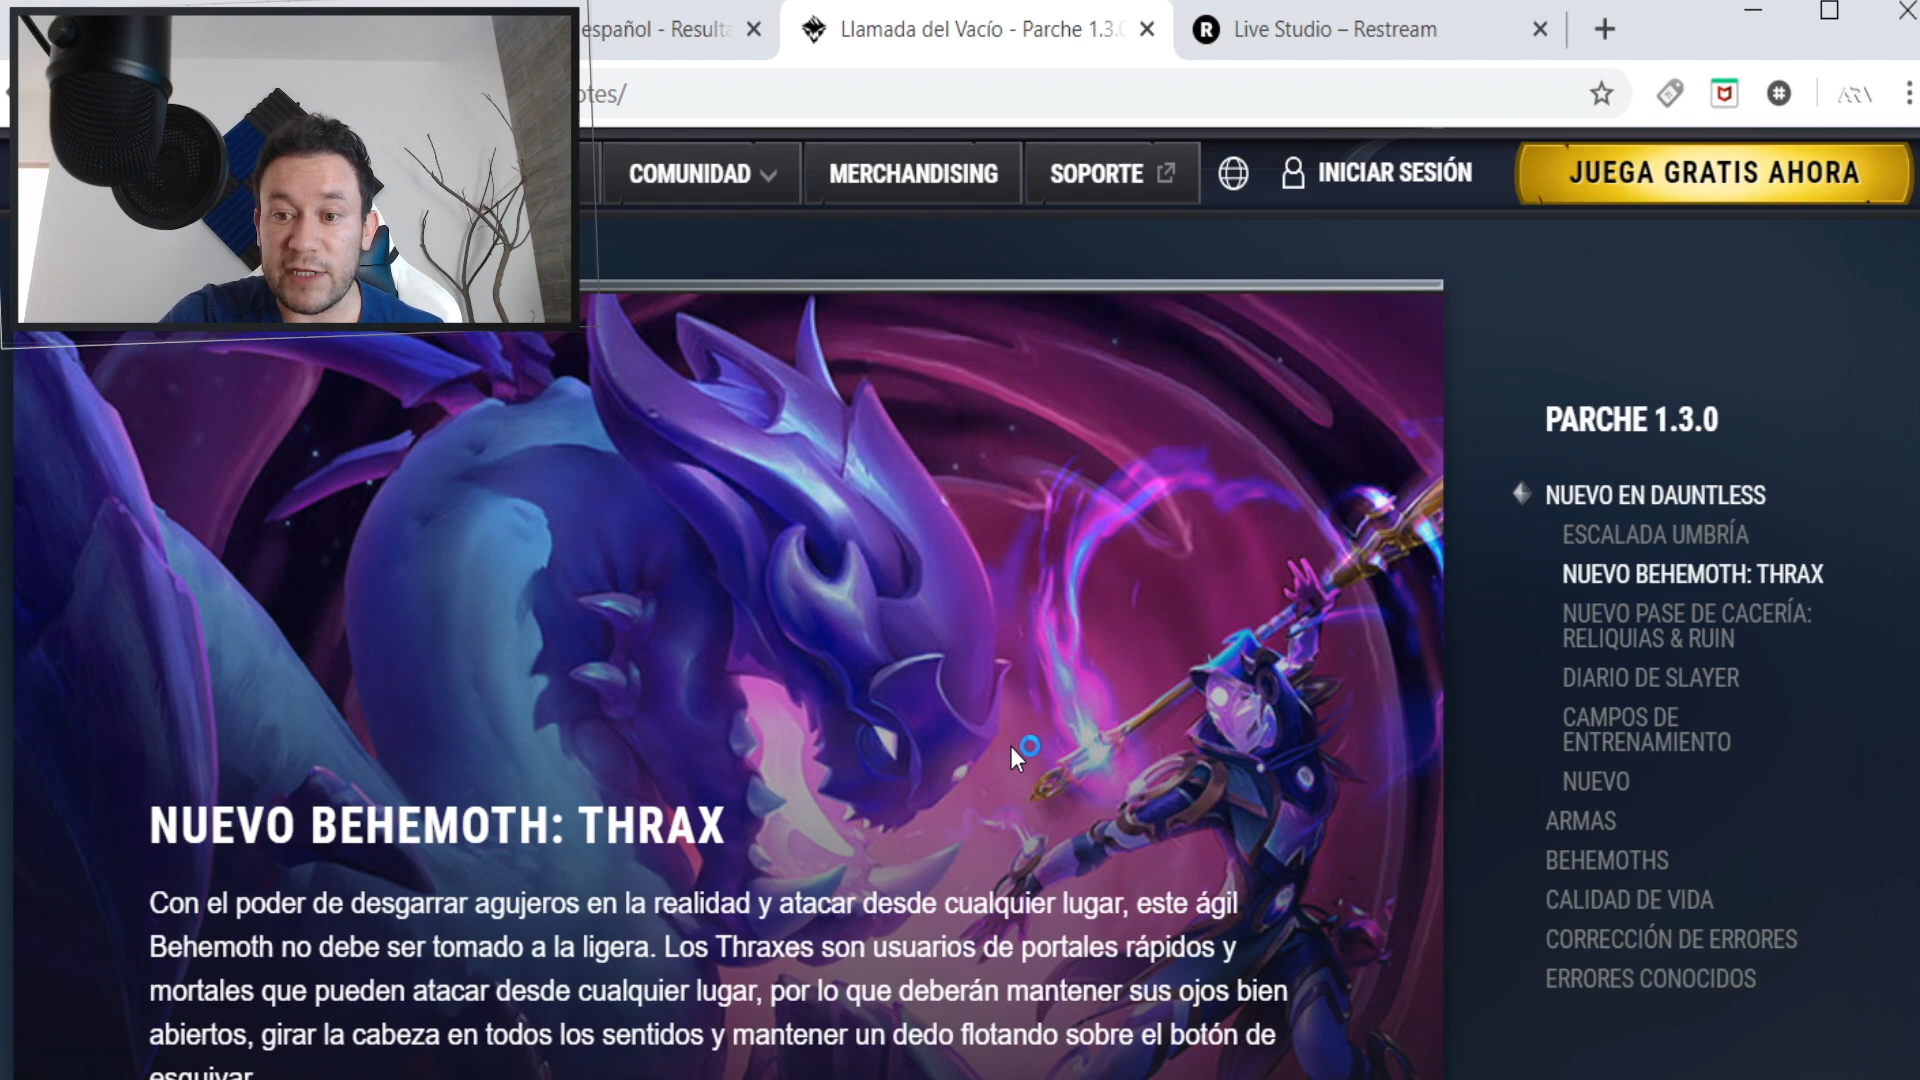 español - Resulta
Llamada del Vacío - Parche 1.3.0
Live Studio – Restream
otes/
COMUNIDAD
MERCHANDISING
SOPORTE
INICIAR SESIÓN
JUEGA GRATIS AHORA
PARCHE 1.3.0
NUEVO EN DAUNTLESS
ESCALADA UMBRÍA
NUEVO BEHEMOTH: THRAX
NUEVO PASE DE CACERÍA:
RELIQUIAS & RUIN
DIARIO DE SLAYER
CAMPOS DE
ENTRENAMIENTO
NUEVO
ARMAS
BEHEMOTHS
CALIDAD DE VIDA
CORRECCIÓN DE ERRORES
ERRORES CONOCIDOS
NUEVO BEHEMOTH: THRAX
Con el poder de desgarrar agujeros en la realidad y atacar desde cualquier lugar, este ágil
Behemoth no debe ser tomado a la ligera. Los Thraxes son usuarios de portales rápidos y
mortales que pueden atacar desde cualquier lugar, por lo que deberán mantener sus ojos bien
abiertos, girar la cabeza en todos los sentidos y mantener un dedo flotando sobre el botón de
esquivar